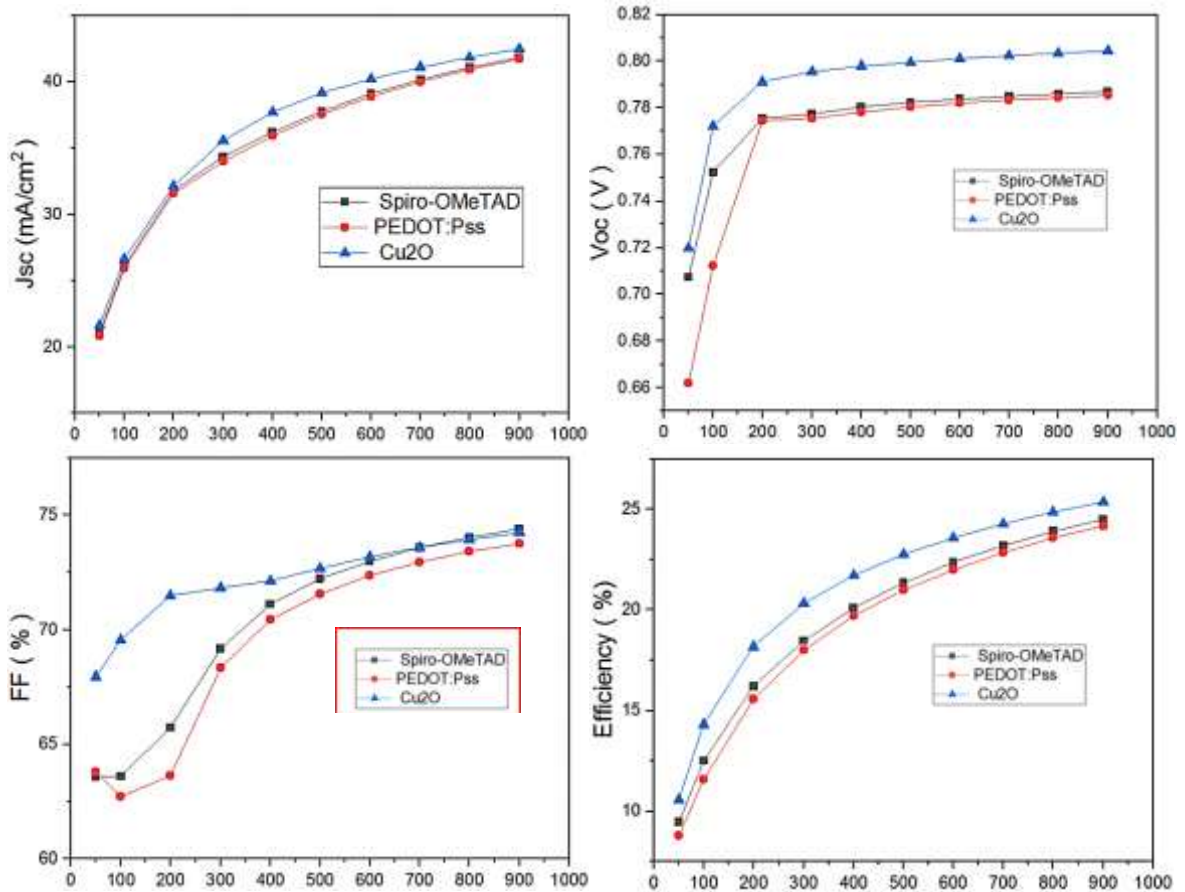 Jsc (mA/cm²)
40
30
20
0 100 200 300 400 500 600 700 800 900 1000
Spiro-OMeTAD
PEDOT:Pss
Cu2O
Voc ( V )
0.82
0.80
0.78
0.76
0.74
0.72
0.70
0.68
0.66
0 100 200 300 400 500 600 700 800 900 1000
Spiro-OMeTAD
PEDOT:Pss
Cu2O
FF ( % )
75
70
65
60
0 100 200 300 400 500 600 700 800 900 1000
Spiro-OMeTAD
PEDOT:Pss
Cu2O
Efficiency ( %)
25
20
15
10
0 100 200 300 400 500 600 700 800 900 1000
Spiro-OMeTAD
PEDOT:Pss
Cu2O